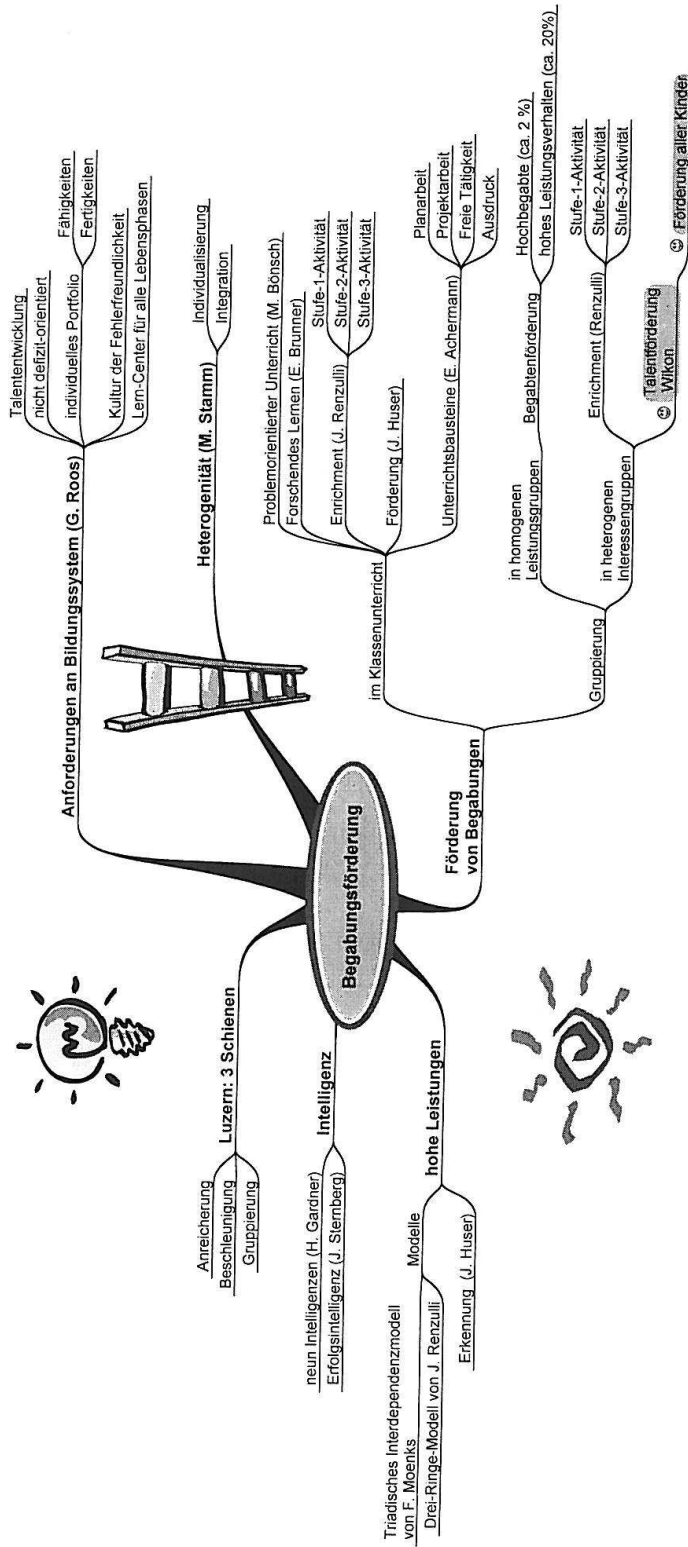 Begabungsförderung
Anforderungen an Bildungssystem (G. Roos)
Talententwicklung
nicht defizit-orientiert
individuelles Portfolio
Fähigkeiten
Fertigkeiten
Kultur der Fehlerfreundlichkeit
Lern-Center für alle Lebensphasen
Heterogenität (M. Stamm)
Individualisierung
Integration
Förderung
von Begabungen
im Klassenunterricht
Problemorientierter Unterricht (M. Bönsch)
Forschendes Lernen (E. Brunner)
Enrichment (J. Renzulli)
Stufe-1-Aktivität
Stufe-2-Aktivität
Stufe-3-Aktivität
Förderung (J. Huser)
Unterrichtsbausteine (E. Achermann)
Planarbeit
Projektarbeit
Freie Tätigkeit
Ausdruck
Gruppierung
in homogenen
Leistungsgruppen
Begabtenförderung
Hochbegabte (ca. 2 %)
hohes Leistungsverhalten (ca. 20%)
in heterogenen
Interessengruppen
Enrichment (Renzulli)
Stufe-1-Aktivität
Stufe-2-Aktivität
Stufe-3-Aktivität
☺ Talentförderung
Wikon
☺ Förderung aller Kinder
Luzern: 3 Schienen
Anreicherung
Beschleunigung
Gruppierung
Intelligenz
neun Intelligenzen (H. Gardner)
Erfolgsintelligenz (J. Sternberg)
hohe Leistungen
Modelle
Triadisches Interdependenzmodell
von F. Moenks
Drei-Ringe-Modell von J. Renzulli
Erkennung (J. Huser)